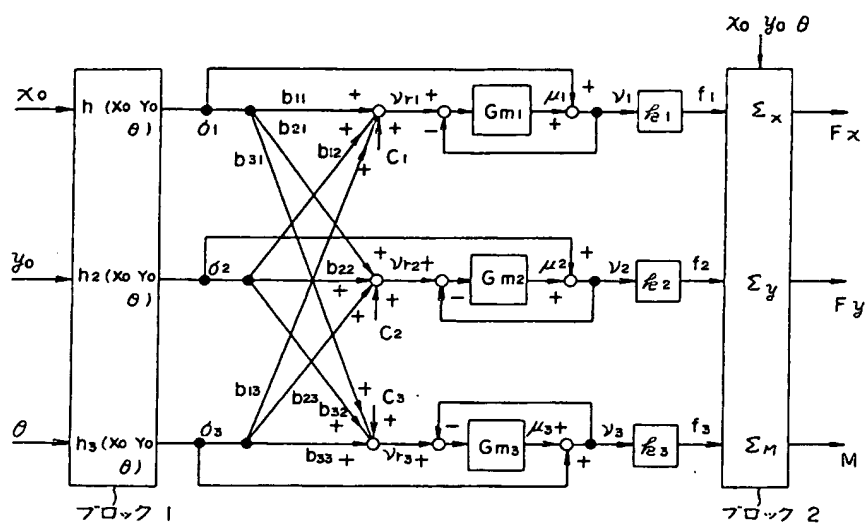 x₀ y₀ θ
x₀
h (x₀ y₀ θ)
σ₁
b₁₁
b₂₁
b₃₁
b₁₂
+
+
+
+
C₁
ν_r1
+
−
Gm₁
μ₁
+
+
ν₁
k₁
f₁
Σx
Fx
y₀
h₂ (x₀ y₀ θ)
σ₂
b₂₂
+
+
+
+
C₂
ν_r2
+
−
Gm₂
μ₂
+
+
ν₂
k₂
f₂
Σy
Fy
b₁₃
b₂₃
b₃₂
θ
h₃ (x₀ y₀ θ)
σ₃
b₃₃
+
+
+
+
C₃
ν_r3
+
−
Gm₃
μ₃
+
+
ν₃
k₃
f₃
ΣM
M
ブロック 1
ブロック 2